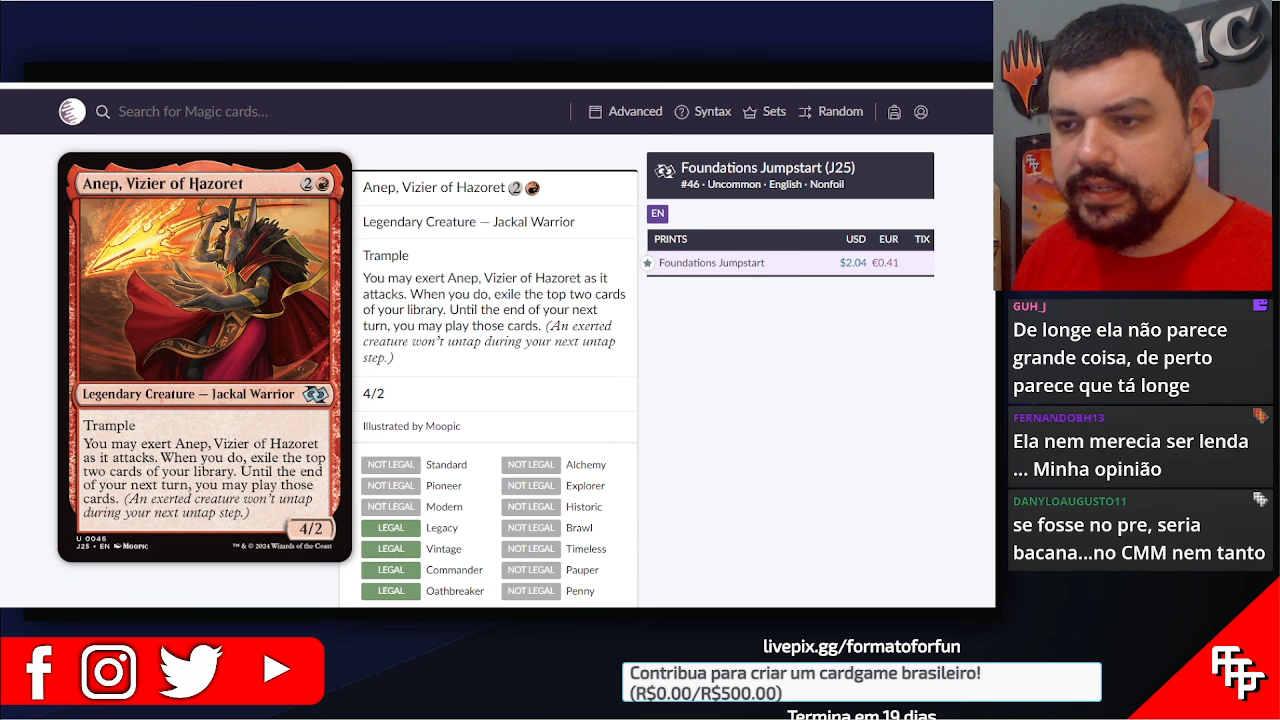 Search for Magic cards...
Advanced
Syntax
Sets
Random
Anep, Vizier of Hazoret
2
Legendary Creature — Jackal Warrior
Trample
You may exert Anep, Vizier of Hazoret
as it attacks. When you do, exile the top
two cards of your library. Until the end
of your next turn, you may play those
cards. (An exerted creature won't untap
during your next untap step.)
4/2
U 0046
J25 • EN Moopic
™ & © 2024 Wizards of the Coast
Anep, Vizier of Hazoret 2
Legendary Creature — Jackal Warrior
Trample
You may exert Anep, Vizier of Hazoret as it
attacks. When you do, exile the top two cards
of your library. Until the end of your next
turn, you may play those cards. (An exerted
creature won't untap during your next untap
step.)
4/2
Illustrated by Moopic
NOT LEGAL Standard NOT LEGAL Alchemy
NOT LEGAL Pioneer NOT LEGAL Explorer
NOT LEGAL Modern NOT LEGAL Historic
LEGAL Legacy NOT LEGAL Brawl
LEGAL Vintage NOT LEGAL Timeless
LEGAL Commander NOT LEGAL Pauper
LEGAL Oathbreaker NOT LEGAL Penny
Foundations Jumpstart (J25)
#46 · Uncommon · English · Nonfoil
EN
PRINTS USD EUR TIX
Foundations Jumpstart $2.04 €0.41
GUH_J
De longe ela não parece
grande coisa, de perto
parece que tá longe
FERNANDOBH13
Ela nem merecia ser lenda
... Minha opinião
DANYLOAUGUSTO11
se fosse no pre, seria
bacana...no CMM nem tanto
livepix.gg/formatoforfun
Contribua para criar um cardgame brasileiro!
(R$0.00/R$500.00)
Termina em 19 dias
FFF